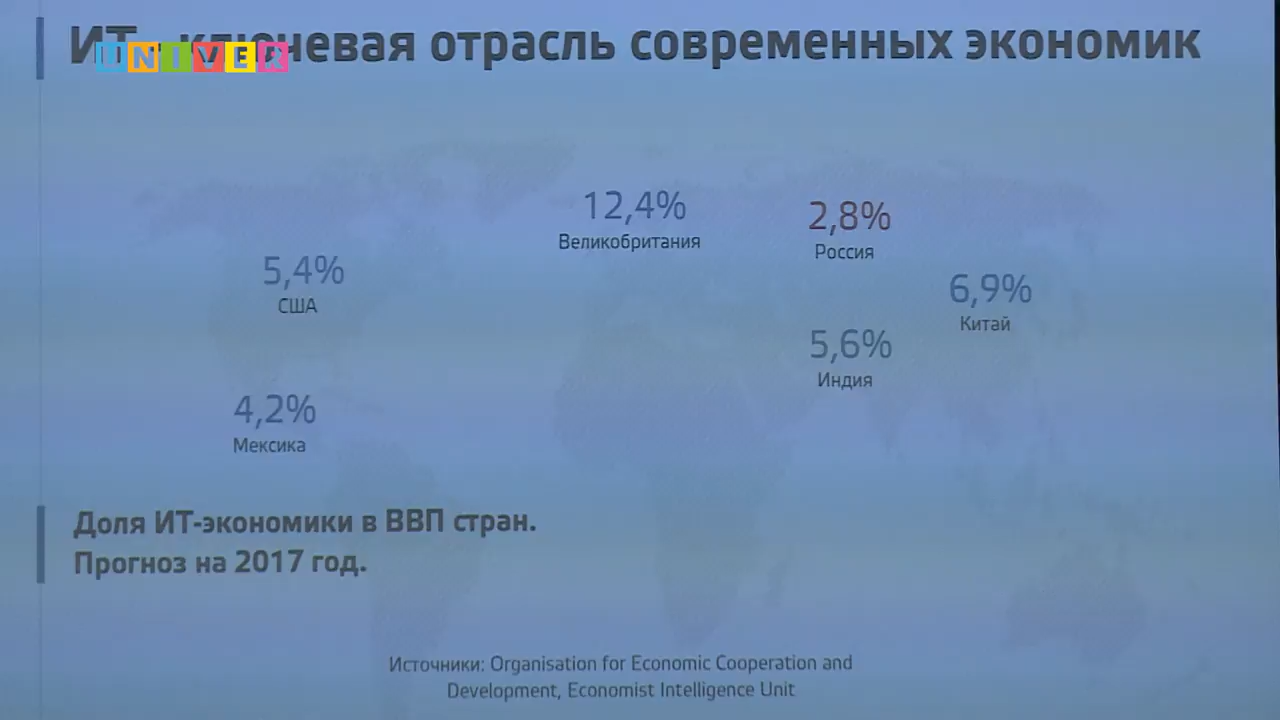 ИТ - ключевая отрасль современных экономик
UNIVER
12,4%
Великобритания
2,8%
Россия
5,4%
США
6,9%
Китай
5,6%
Индия
4,2%
Мексика
Доля ИТ-экономики в ВВП стран.
Прогноз на 2017 год.
Источники: Organisation for Economic Cooperation and
Development, Economist Intelligence Unit